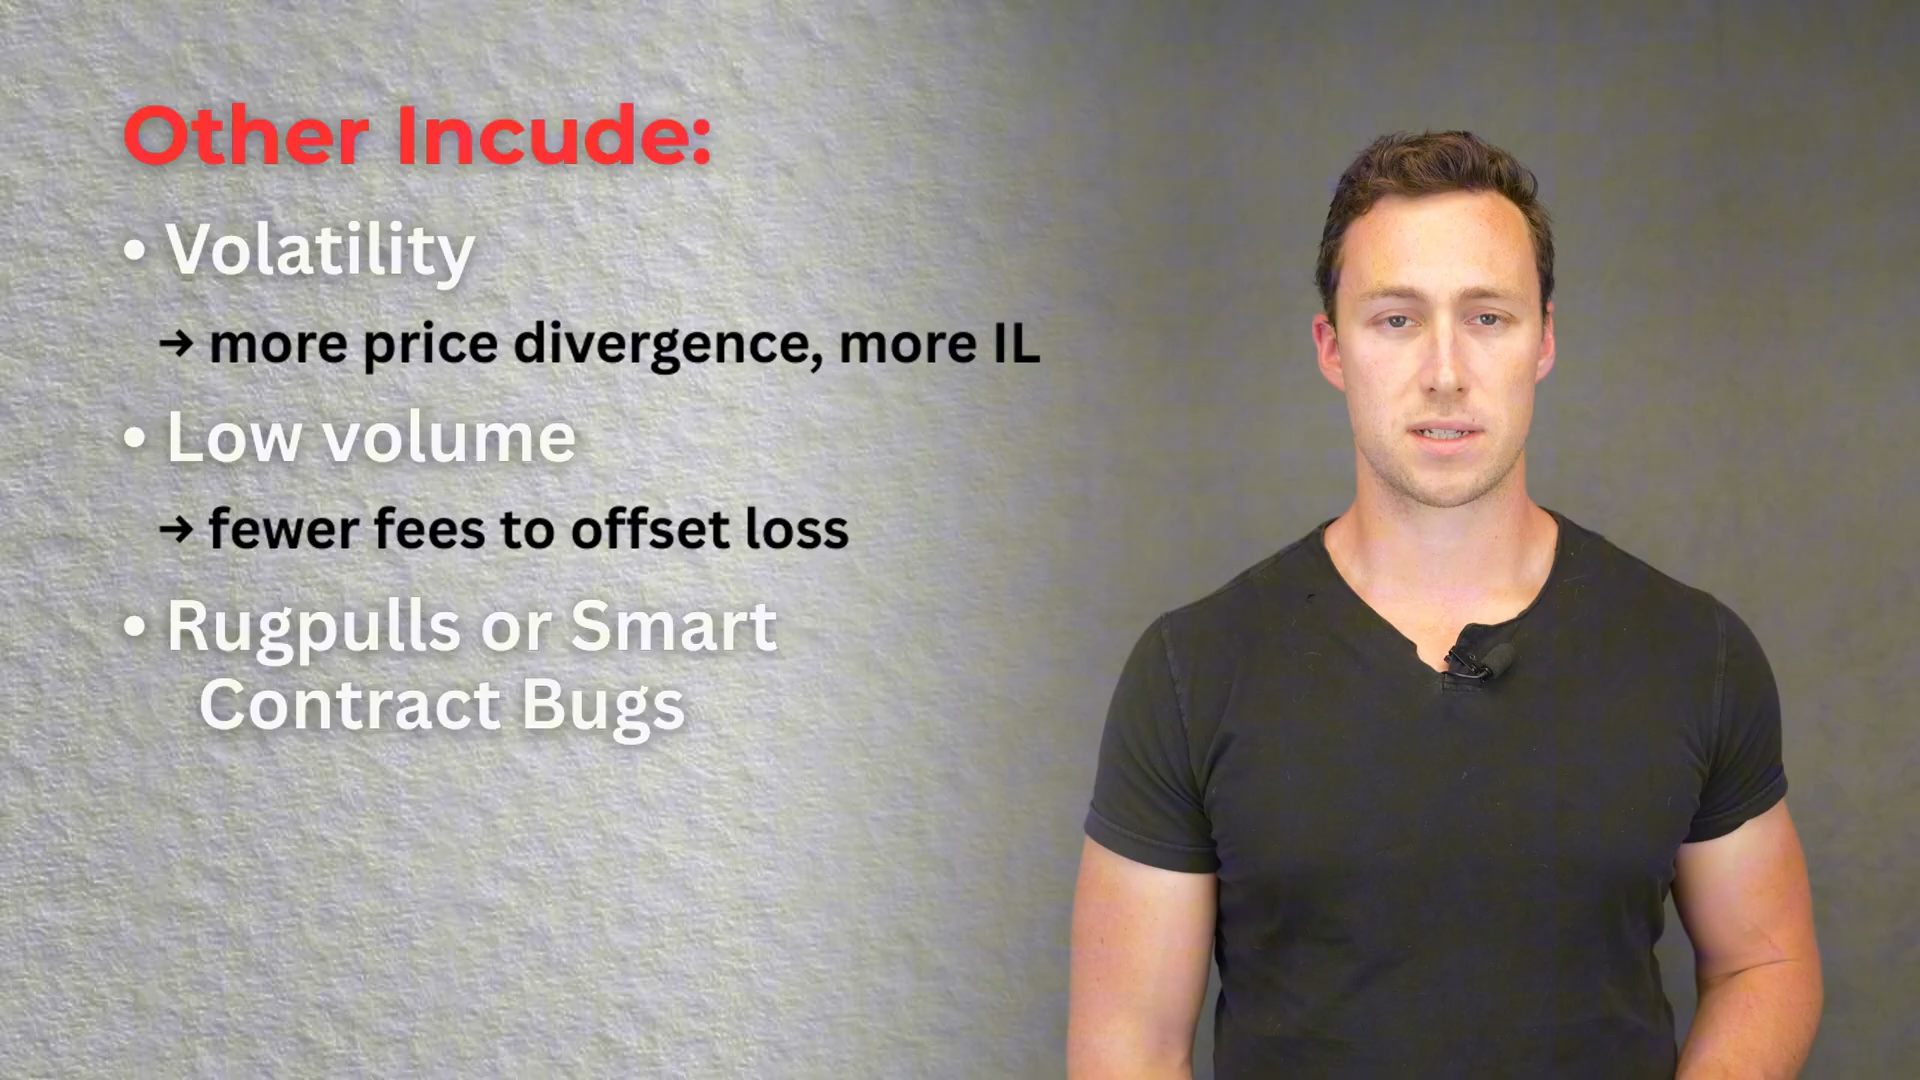 Other Incude:
• Volatility
→ more price divergence, more IL
• Low volume
→ fewer fees to offset loss
• Rugpulls or Smart
Contract Bugs